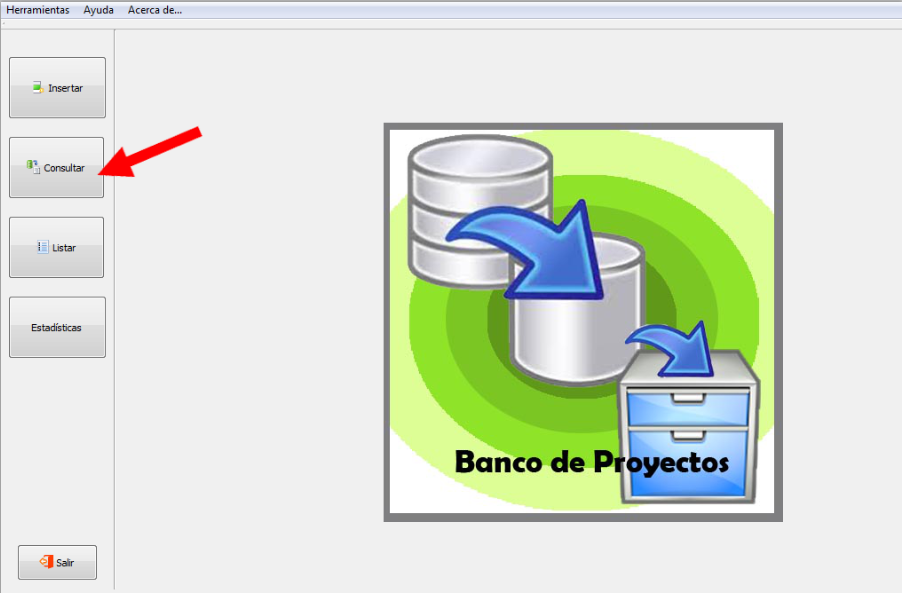 Herramientas Ayuda Acerca de...
Insertar
Consultar
Listar
Estadísticas
Banco de Proyectos
Salir